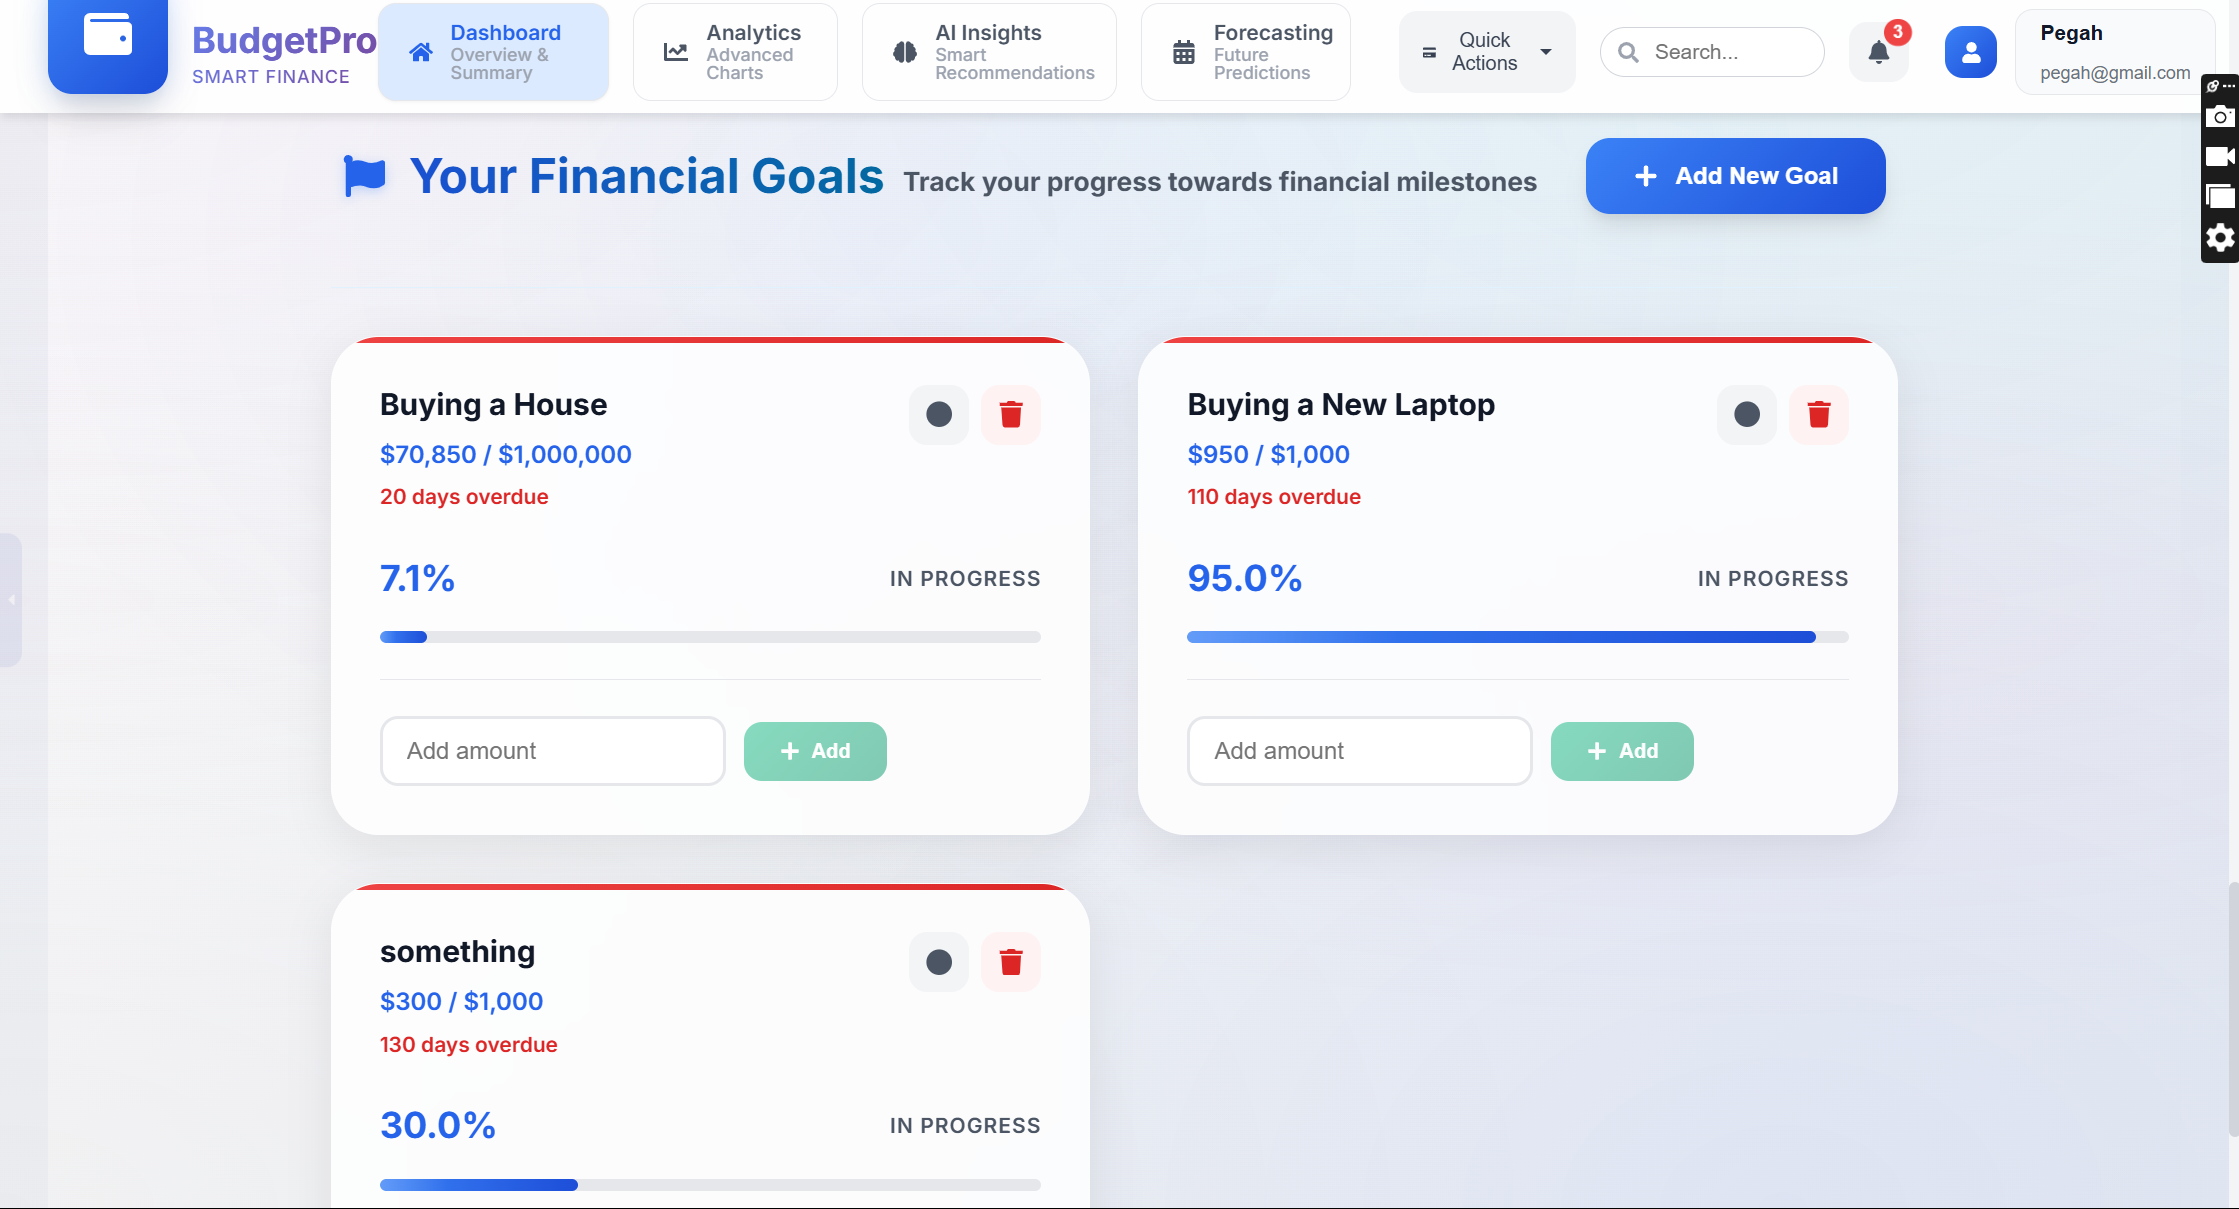 BudgetPro
SMART FINANCE
Dashboard
Overview &
Summary
Analytics
Advanced
Charts
AI Insights
Smart
Recommendations
Forecasting
Future
Predictions
Quick
Actions
Search...
3
Pegah
pegah@gmail.com
Your Financial Goals
Track your progress towards financial milestones
Add New Goal
Buying a House
$70,850 / $1,000,000
20 days overdue
7.1%
IN PROGRESS
Add amount
Add
Buying a New Laptop
$950 / $1,000
110 days overdue
95.0%
IN PROGRESS
Add amount
Add
something
$300 / $1,000
130 days overdue
30.0%
IN PROGRESS